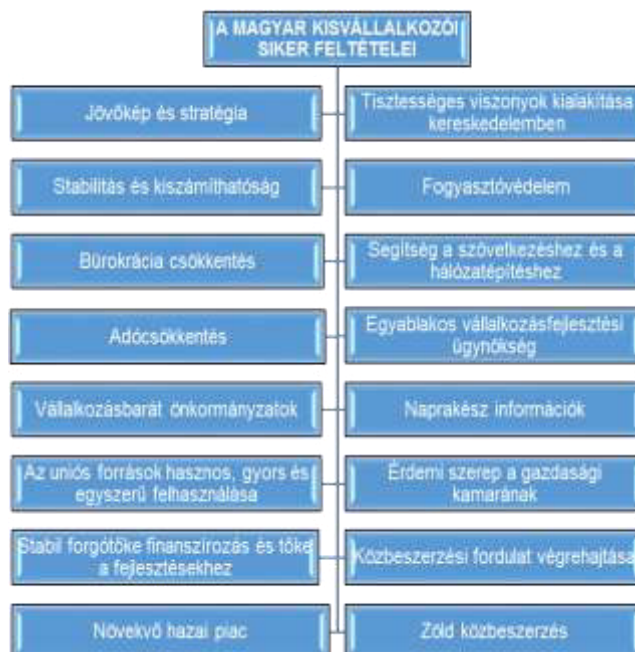 A MAGYAR KISVÁLLALKOZÓI
SIKER FELTÉTELEI
Jövőkép és stratégia
Tisztességes viszonyok kialakítása
kereskedelemben
Stabilitás és kiszámíthatóság
Fogyasztóvédelem
Bürokrácia csökkentés
Segítség a szövetkezéshez és a
hálózatépítéshez
Adócsökkentés
Egyablakos vállalkozásfejlesztési
ügynökség
Vállalkozásbarát önkormányzatok
Naprakész információk
Az uniós források hasznos, gyors és
egyszerű felhasználása
Érdemi szerep a gazdasági
kamarának
Stabil forgótőke finanszírozás és tőke
a fejlesztésekhez
Közbeszerzési fordulat végrehajtása
Növekvő hazai piac
Zöld közbeszerzés